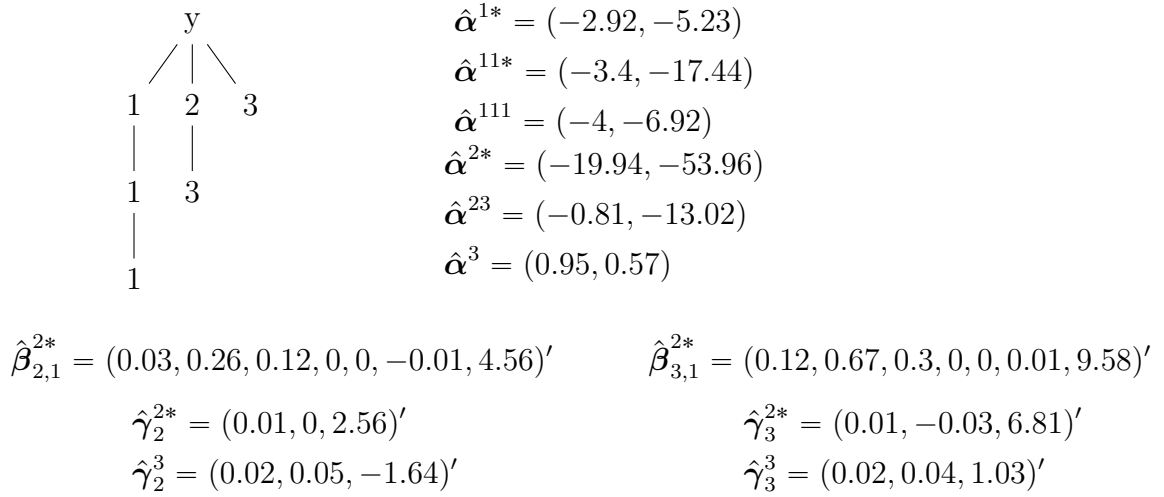 y
1 2 3
1 3
1
α̂^{1*} = (−2.92, −5.23)
α̂^{11*} = (−3.4, −17.44)
α̂^{111} = (−4, −6.92)
α̂^{2*} = (−19.94, −53.96)
α̂^{23} = (−0.81, −13.02)
α̂^{3} = (0.95, 0.57)
β̂^{2*}_{2,1} = (0.03, 0.26, 0.12, 0, 0, −0.01, 4.56)′
β̂^{2*}_{3,1} = (0.12, 0.67, 0.3, 0, 0, 0.01, 9.58)′
γ̂^{2*}_{2} = (0.01, 0, 2.56)′
γ̂^{2*}_{3} = (0.01, −0.03, 6.81)′
γ̂^{3}_{2} = (0.02, 0.05, −1.64)′
γ̂^{3}_{3} = (0.02, 0.04, 1.03)′